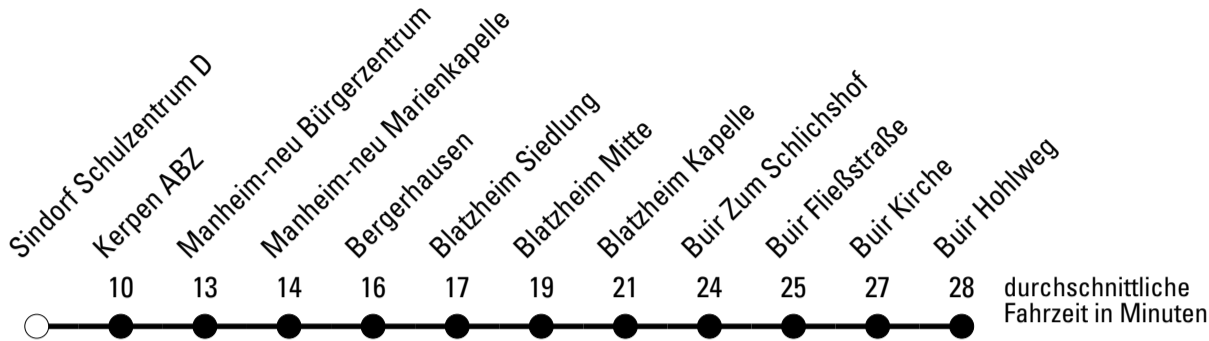 Sindorf Schulzentrum D
Kerpen ABZ
Manheim-neu Bürgerzentrum
Manheim-neu Marienkapelle
Bergerhausen
Blatzheim Siedlung
Blatzheim Mitte
Blatzheim Kapelle
Buir Zum Schlichshof
Buir Fließstraße
Buir Kirche
Buir Hohlweg
10 13 14 16 17 19 21 24 25 27 28 durchschnittliche
Fahrzeit in Minuten